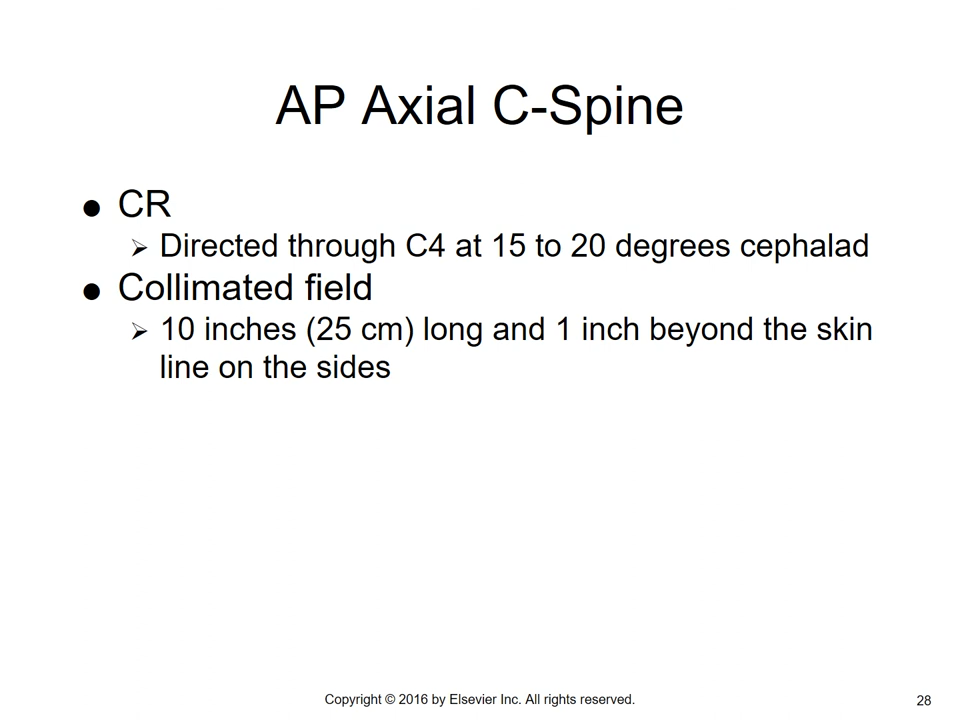 AP Axial C-Spine
● CR
➢ Directed through C4 at 15 to 20 degrees cephalad
● Collimated field
➢ 10 inches (25 cm) long and 1 inch beyond the skin
line on the sides
Copyright © 2016 by Elsevier Inc. All rights reserved.
28